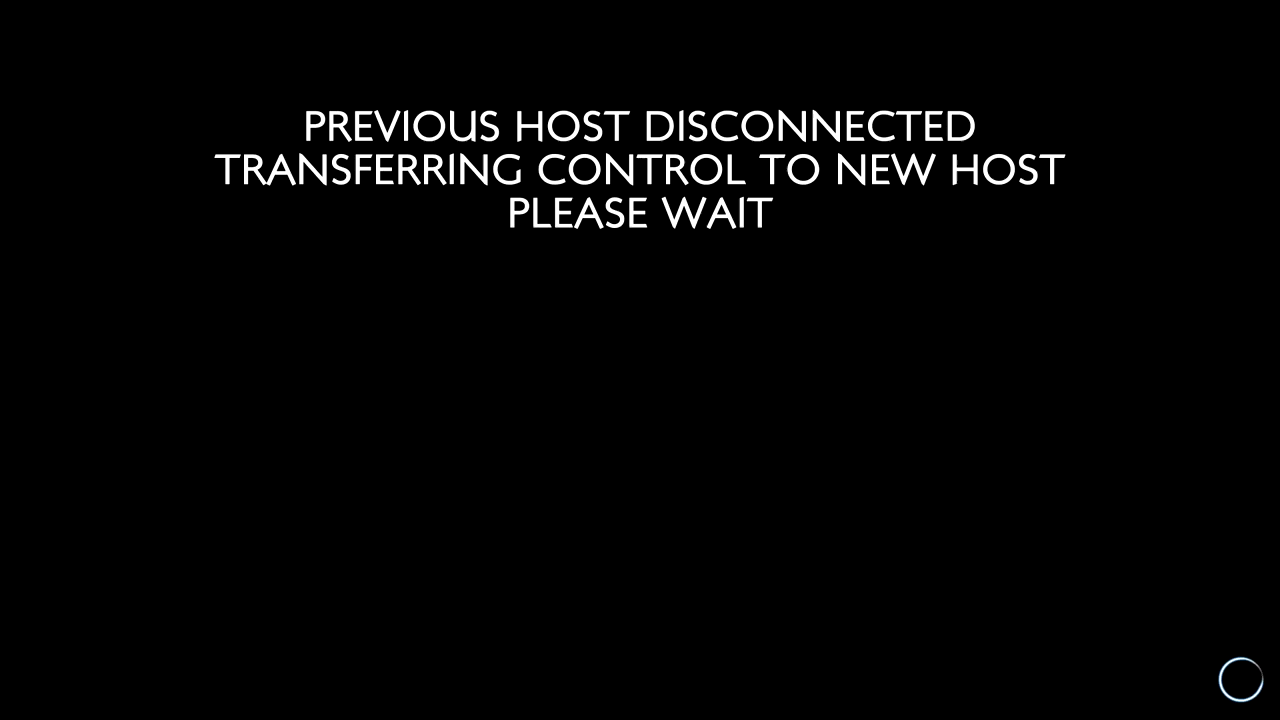 PREVIOUS HOST DISCONNECTED
TRANSFERRING CONTROL TO NEW HOST
PLEASE WAIT